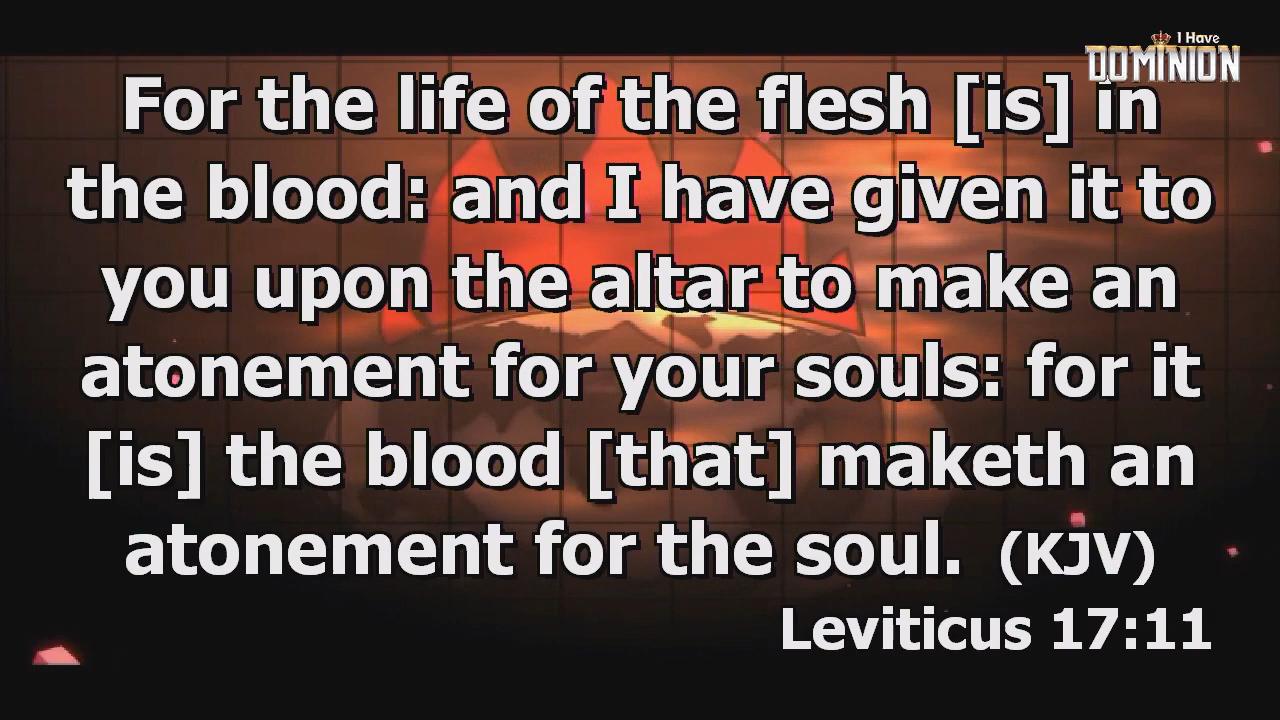 I Have
DOMINION
For the life of the flesh [is] in
the blood: and I have given it to
you upon the altar to make an
atonement for your souls: for it
[is] the blood [that] maketh an
atonement for the soul. (KJV)
Leviticus 17:11